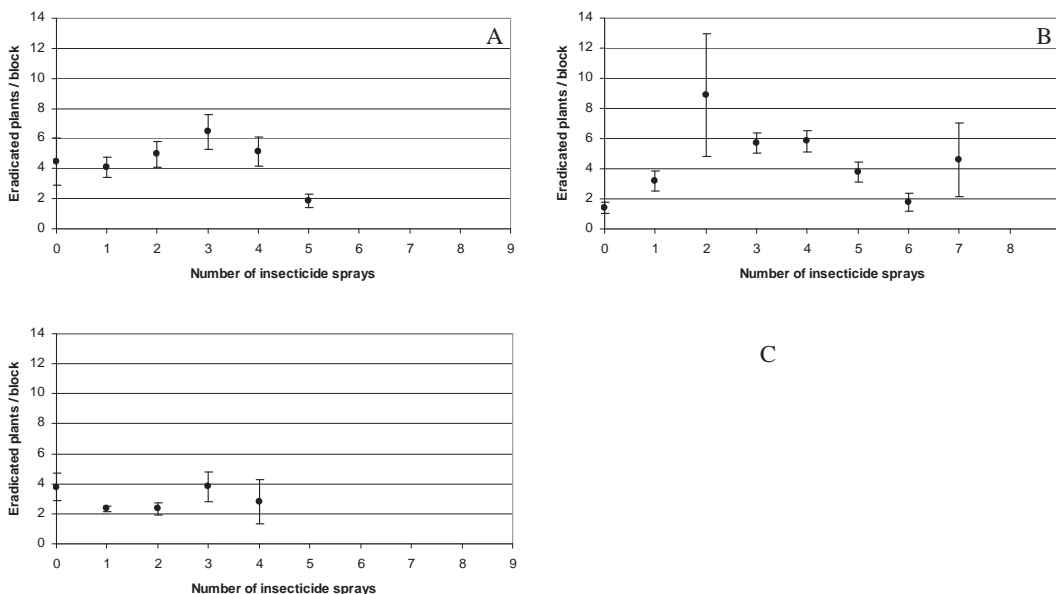 14
12
10
8
6
4
2
0
Eradicated plants / block
A
0 1 2 3 4 5 6 7 8 9
Number of insecticide sprays
14
12
10
8
6
4
2
0
Eradicated plants / block
B
0 1 2 3 4 5 6 7 8
Number of insecticide sprays
14
12
10
8
6
4
2
0
Eradicated plants / block
0 1 2 3 4 5 6 7 8 9
Number of insecticide sprays
C